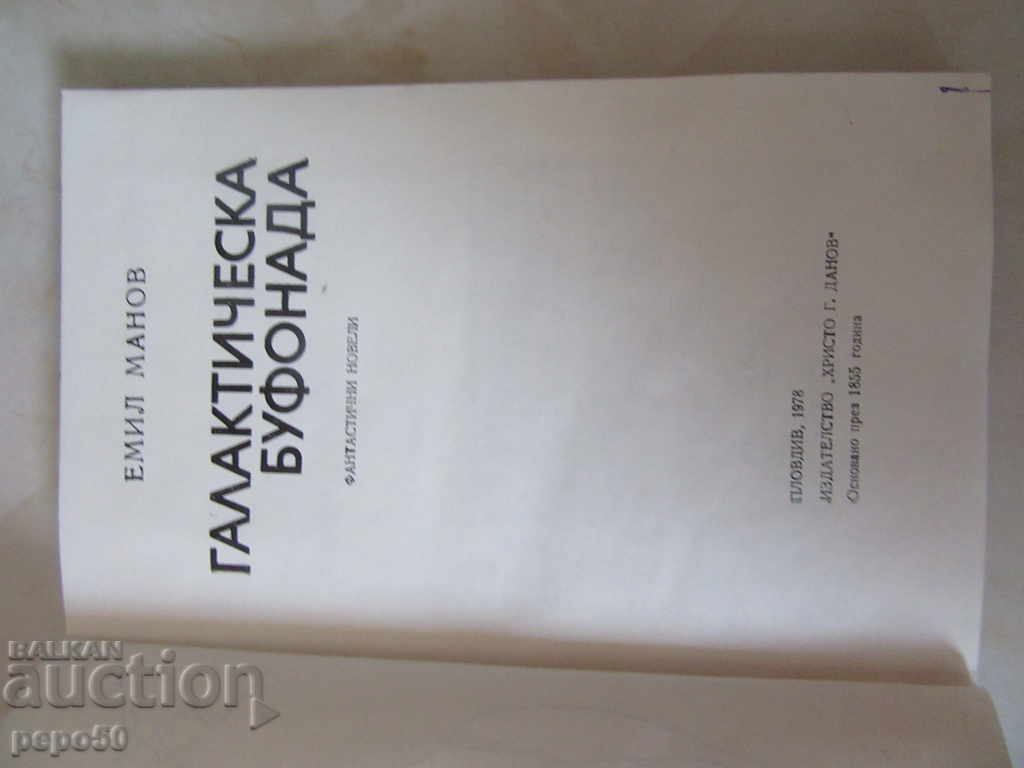 ЕМИЛ МАНОВ
ГАЛАКТИЧЕСКА
БУФОНАДА
ФАНТАСТИЧНИ НОВЕЛИ
ПЛОВДИВ, 1978
ИЗДАТЕЛСТВО „ХРИСТО Г. ДАНОВ“
Основано през 1855 година
BALKAN
auction
pepo50